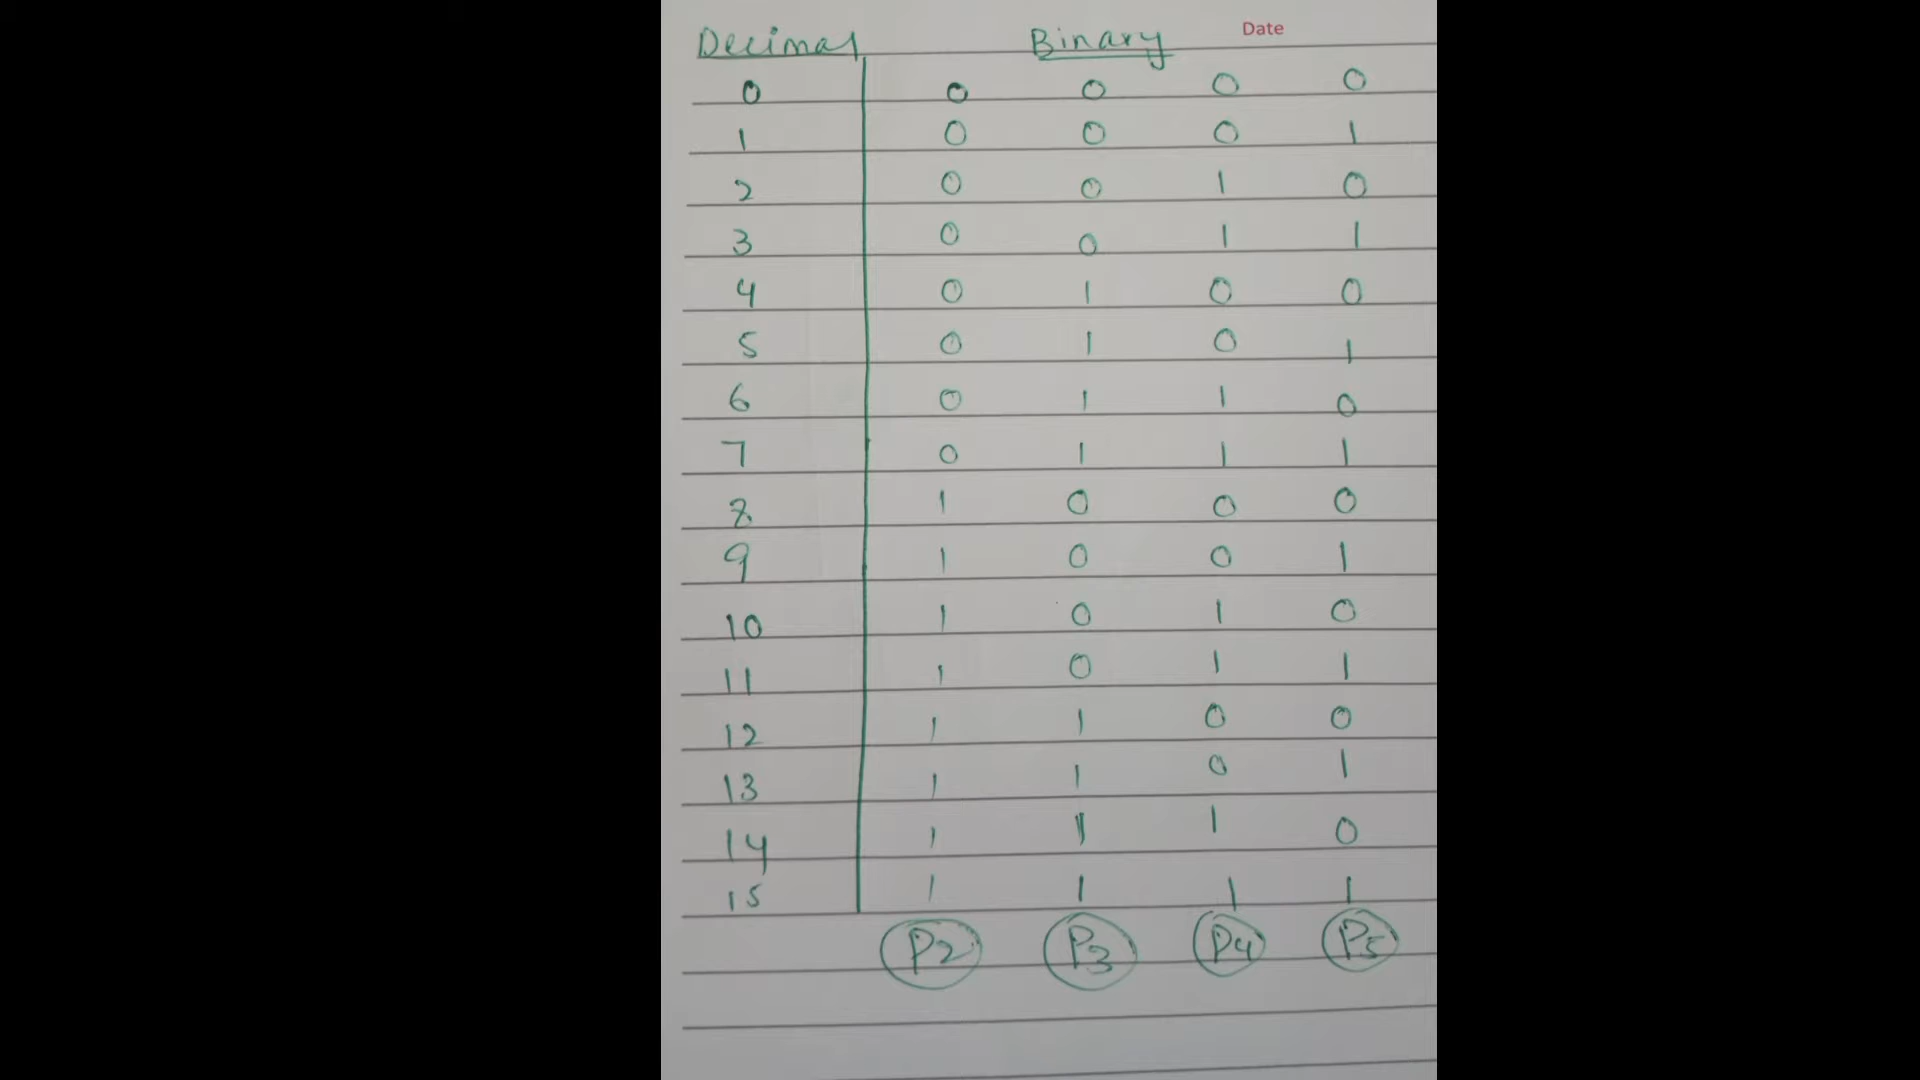 Decimal Binary Date
0 0 0 0 0
1 0 0 0 1
2 0 0 1 0
3 0 0 1 1
4 0 1 0 0
5 0 1 0 1
6 0 1 1 0
7 0 1 1 1
8 1 0 0 0
9 1 0 0 1
10 1 0 1 0
11 1 0 1 1
12 1 1 0 0
13 1 1 0 1
14 1 1 1 0
15 1 1 1 1
P2 P3 P4 P5